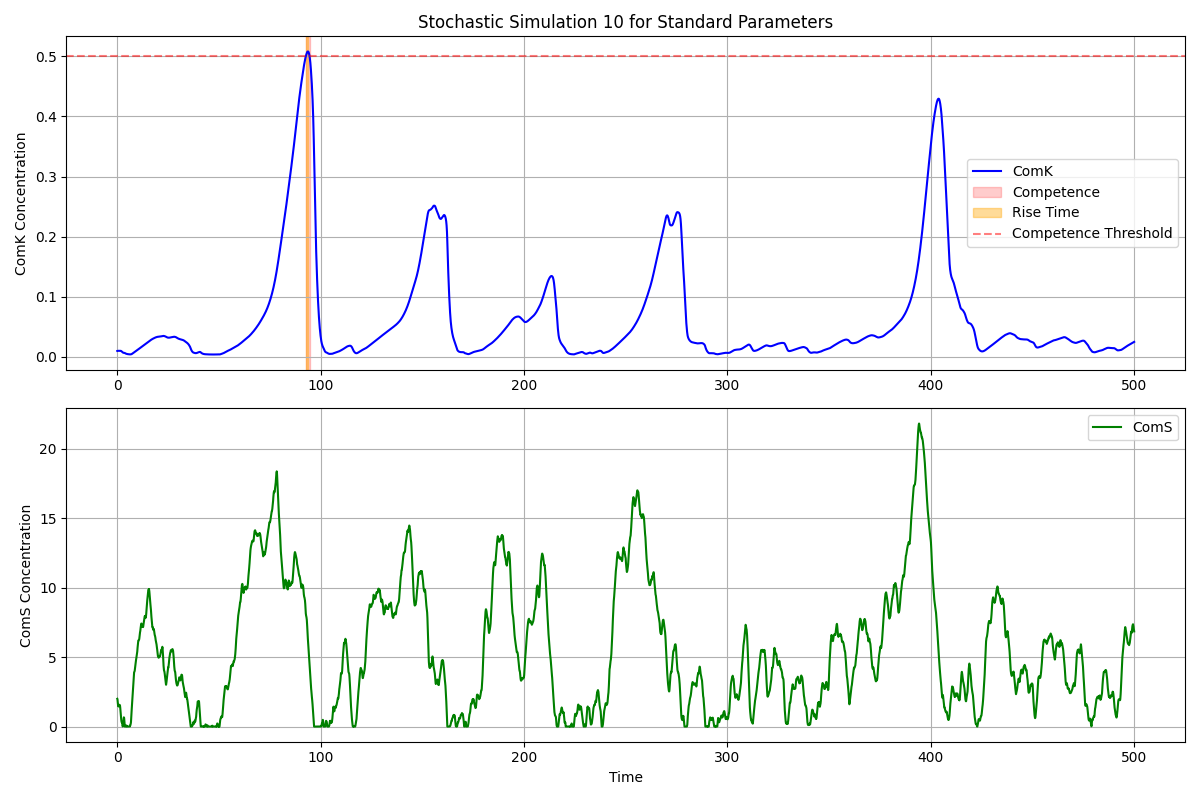 Stochastic Simulation 10 for Standard Parameters
ComK Concentration
0.5
0.4
0.3
0.2
0.1
0.0
ComK
Competence
Rise Time
Competence Threshold
0 100 200 300 400 500
ComS Concentration
20
15
10
5
0
ComS
0 100 200 300 400 500
Time